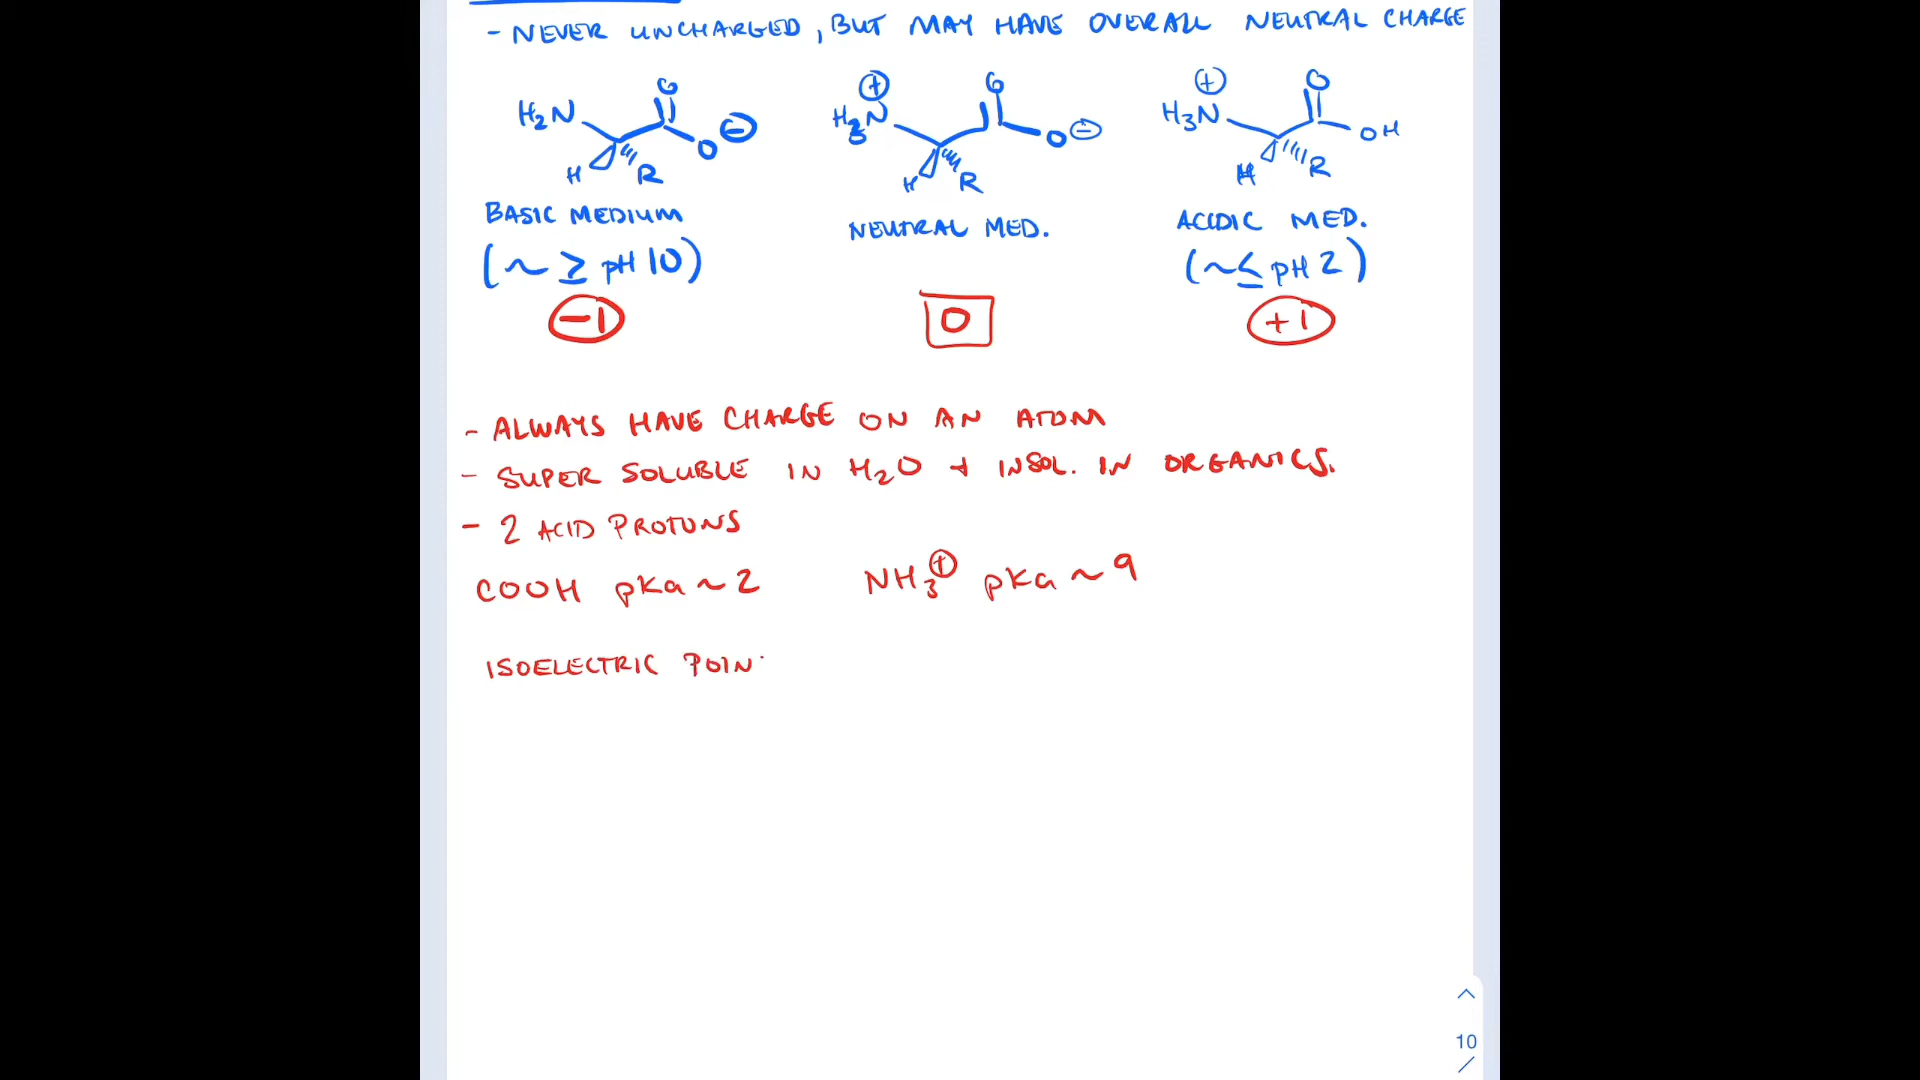 - NEVER UNCHARGED, BUT MAY HAVE OVERALL NEUTRAL CHARGE
H₂N O O ⊖ H R
⊕ H₃N O O ⊖ H R
⊕ H₃N O OH H R
BASIC MEDIUM
(~ ≥ pH 10)
-1
NEUTRAL MED.
0
ACIDIC MED.
(~ ≤ pH 2)
+1
- ALWAYS HAVE CHARGE ON AN ATOM
- SUPER SOLUBLE IN H₂O + INSOL. IN ORGANICS.
- 2 ACID PROTONS
COOH pKa ~ 2 NH₃⊕ pKa ~ 9
ISOELECTRIC POIN
10